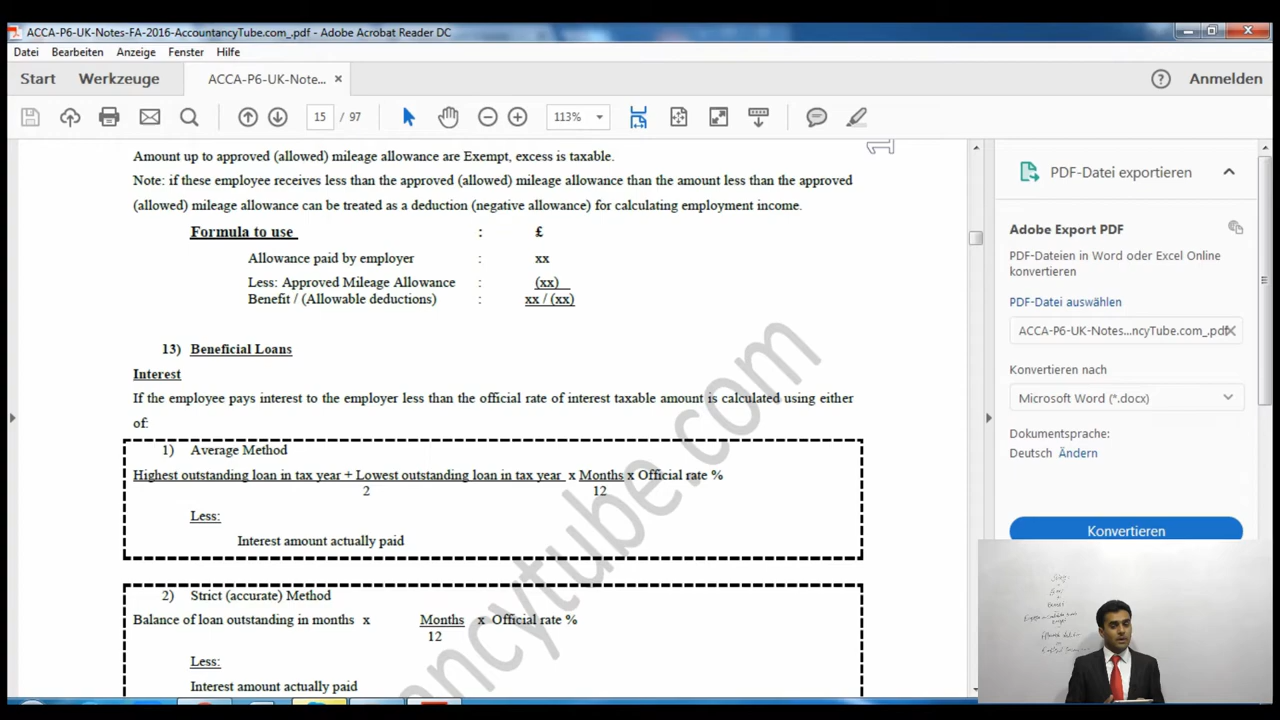 ACCA-P6-UK-Notes-FA-2016-AccountancyTube.com_.pdf - Adobe Acrobat Reader DC
Datei Bearbeiten Anzeige Fenster Hilfe
Start Werkzeuge ACCA-P6-UK-Note... × Anmelden
15 / 97 113%
Amount up to approved (allowed) mileage allowance are Exempt, excess is taxable.
Note: if these employee receives less than the approved (allowed) mileage allowance than the amount less than the approved
(allowed) mileage allowance can be treated as a deduction (negative allowance) for calculating employment income.
Formula to use : £
Allowance paid by employer : xx
Less: Approved Mileage Allowance : (xx)
Benefit / (Allowable deductions) : xx / (xx)
13) Beneficial Loans
Interest
If the employee pays interest to the employer less than the official rate of interest taxable amount is calculated using either
of:
1) Average Method
Highest outstanding loan in tax year + Lowest outstanding loan in tax year x Months x Official rate %
2 12
Less:
Interest amount actually paid
2) Strict (accurate) Method
Balance of loan outstanding in months x Months x Official rate %
12
Less:
Interest amount actually paid
ancytube.com
PDF-Datei exportieren
Adobe Export PDF
PDF-Dateien in Word oder Excel Online
konvertieren
PDF-Datei auswählen
ACCA-P6-UK-Notes...ncyTube.com_.pdf
Konvertieren nach
Microsoft Word (*.docx)
Dokumentsprache:
Deutsch Ändern
Konvertieren